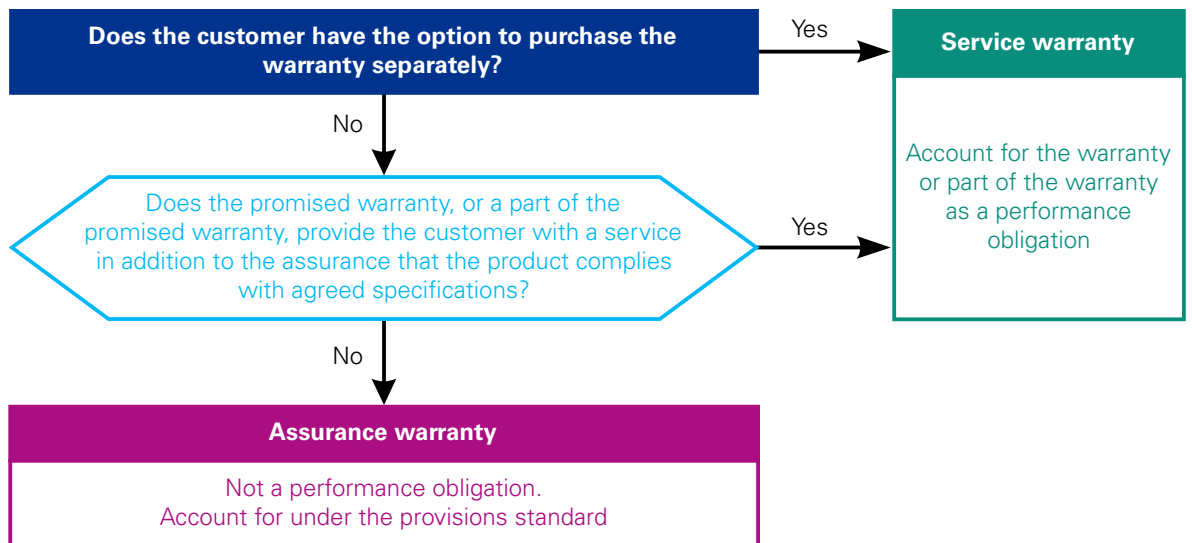 Does the customer have the option to purchase the
warranty separately?
Yes
Service warranty
Account for the warranty
or part of the warranty
as a performance
obligation
No
Does the promised warranty, or a part of the
promised warranty, provide the customer with a service
in addition to the assurance that the product complies
with agreed specifications?
Yes
No
Assurance warranty
Not a performance obligation.
Account for under the provisions standard